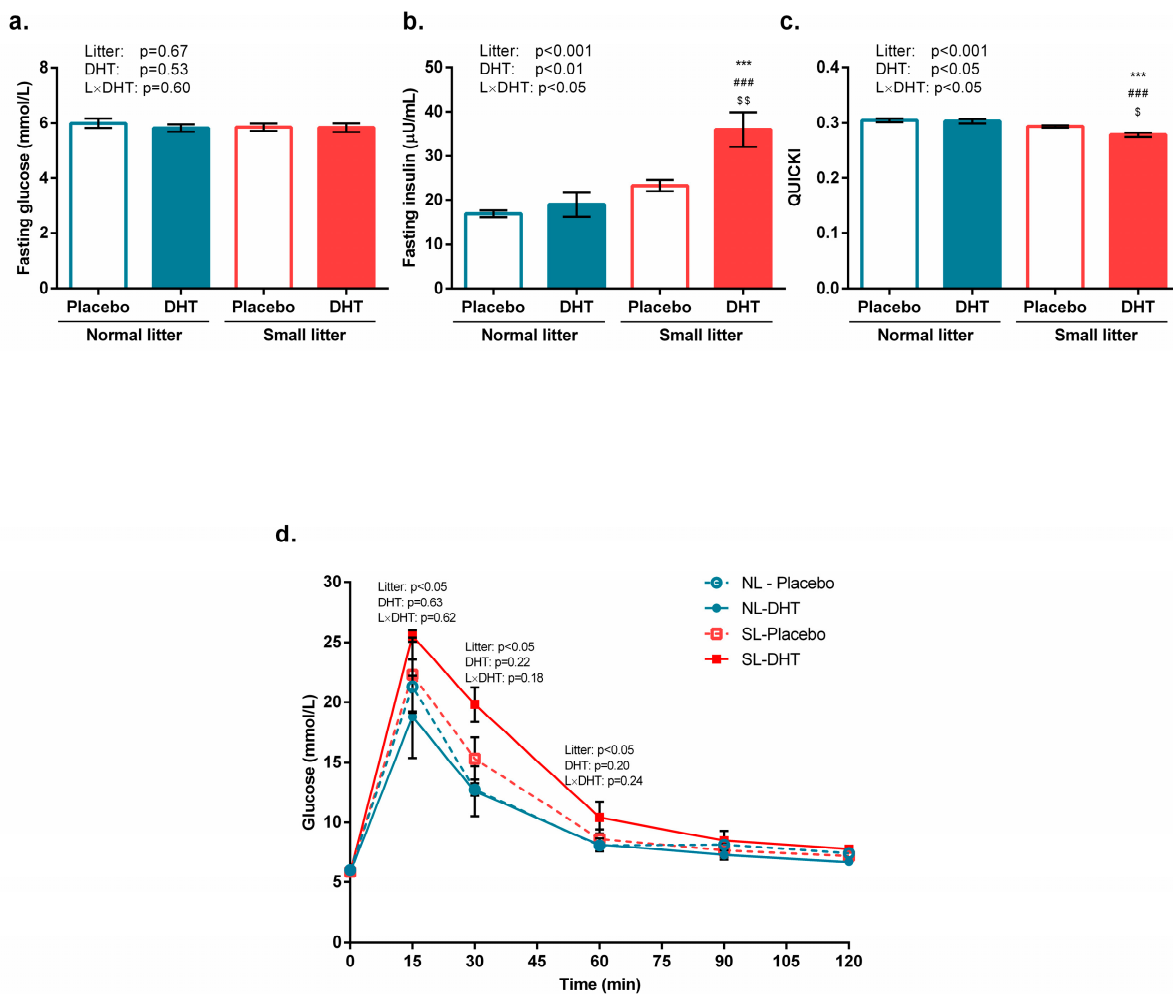 a.
Litter: p=0.67
DHT: p=0.53
L×DHT: p=0.60
Fasting glucose (mmol/L)
8
6
4
2
0
Placebo DHT Placebo DHT
Normal litter Small litter
b.
Litter: p<0.001
DHT: p<0.01
L×DHT: p<0.05
***
###
$$
Fasting insulin (μU/mL)
50
40
30
20
10
0
Placebo DHT Placebo DHT
Normal litter Small litter
c.
Litter: p<0.001
DHT: p<0.05
L×DHT: p<0.05
***
###
$
QUICKI
0.4
0.3
0.2
0.1
0.0
Placebo DHT Placebo DHT
Normal litter Small litter
d.
Glucose (mmol/L)
30
25
20
15
10
5
0
Litter: p<0.05
DHT: p=0.63
L×DHT: p=0.62
Litter: p<0.05
DHT: p=0.22
L×DHT: p=0.18
Litter: p<0.05
DHT: p=0.20
L×DHT: p=0.24
NL - Placebo
NL-DHT
SL-Placebo
SL-DHT
0 15 30 45 60 75 90 105 120
Time (min)